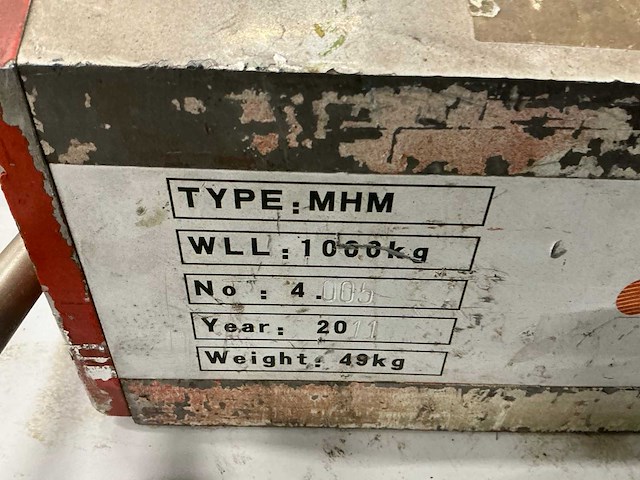 TYPE: MHM
WLL: 1000kg
No : 4.005
Year: 2011
Weight: 49kg